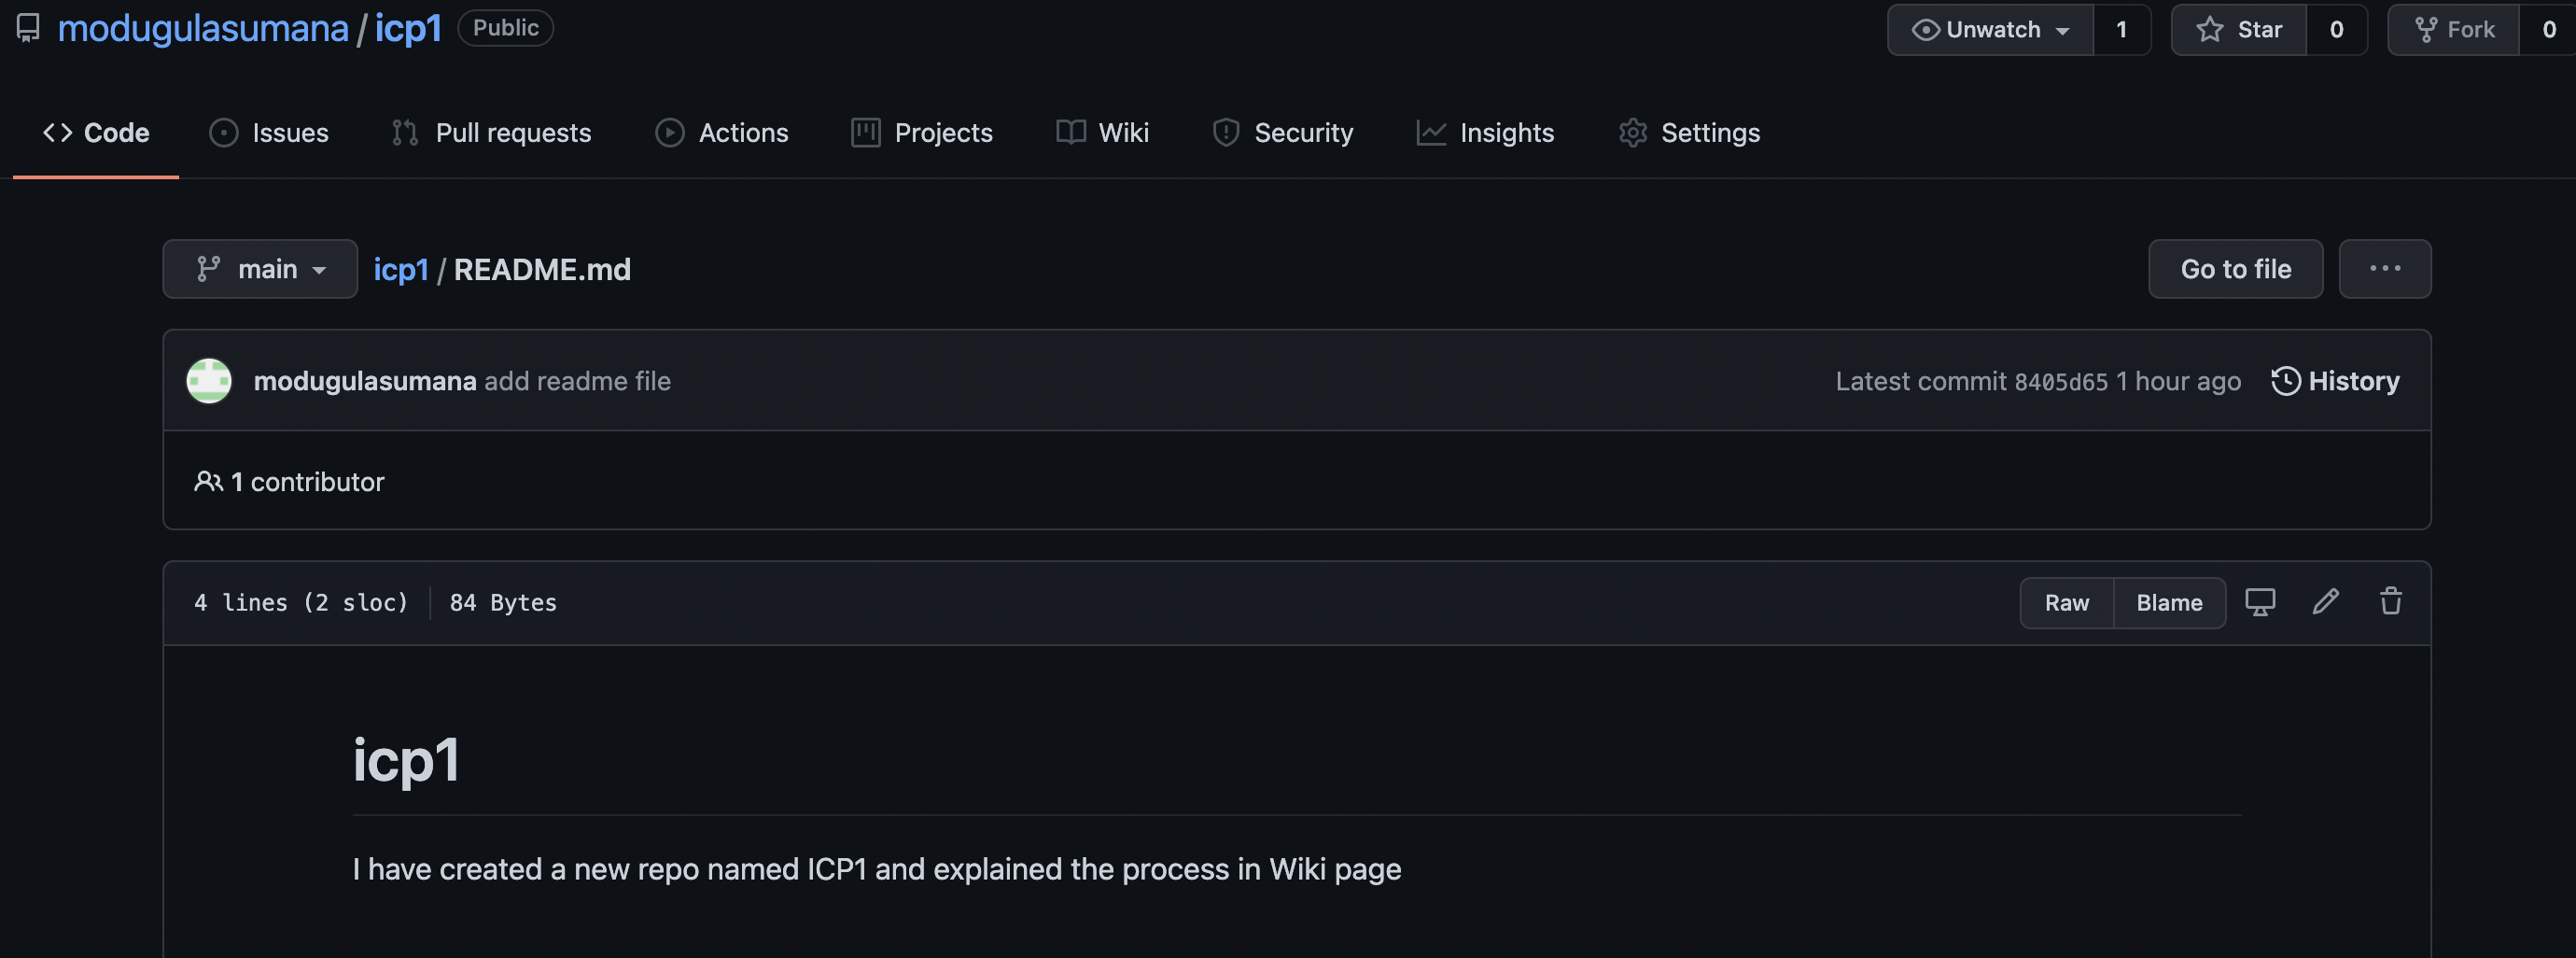 modugulasumana / icp1 Public Unwatch 1 Star 0 Fork 0
Code Issues Pull requests Actions Projects Wiki Security Insights Settings
main icp1 / README.md Go to file ...
modugulasumana add readme file Latest commit 8405d65 1 hour ago History
1 contributor
4 lines (2 sloc) 84 Bytes Raw Blame
icp1
I have created a new repo named ICP1 and explained the process in Wiki page